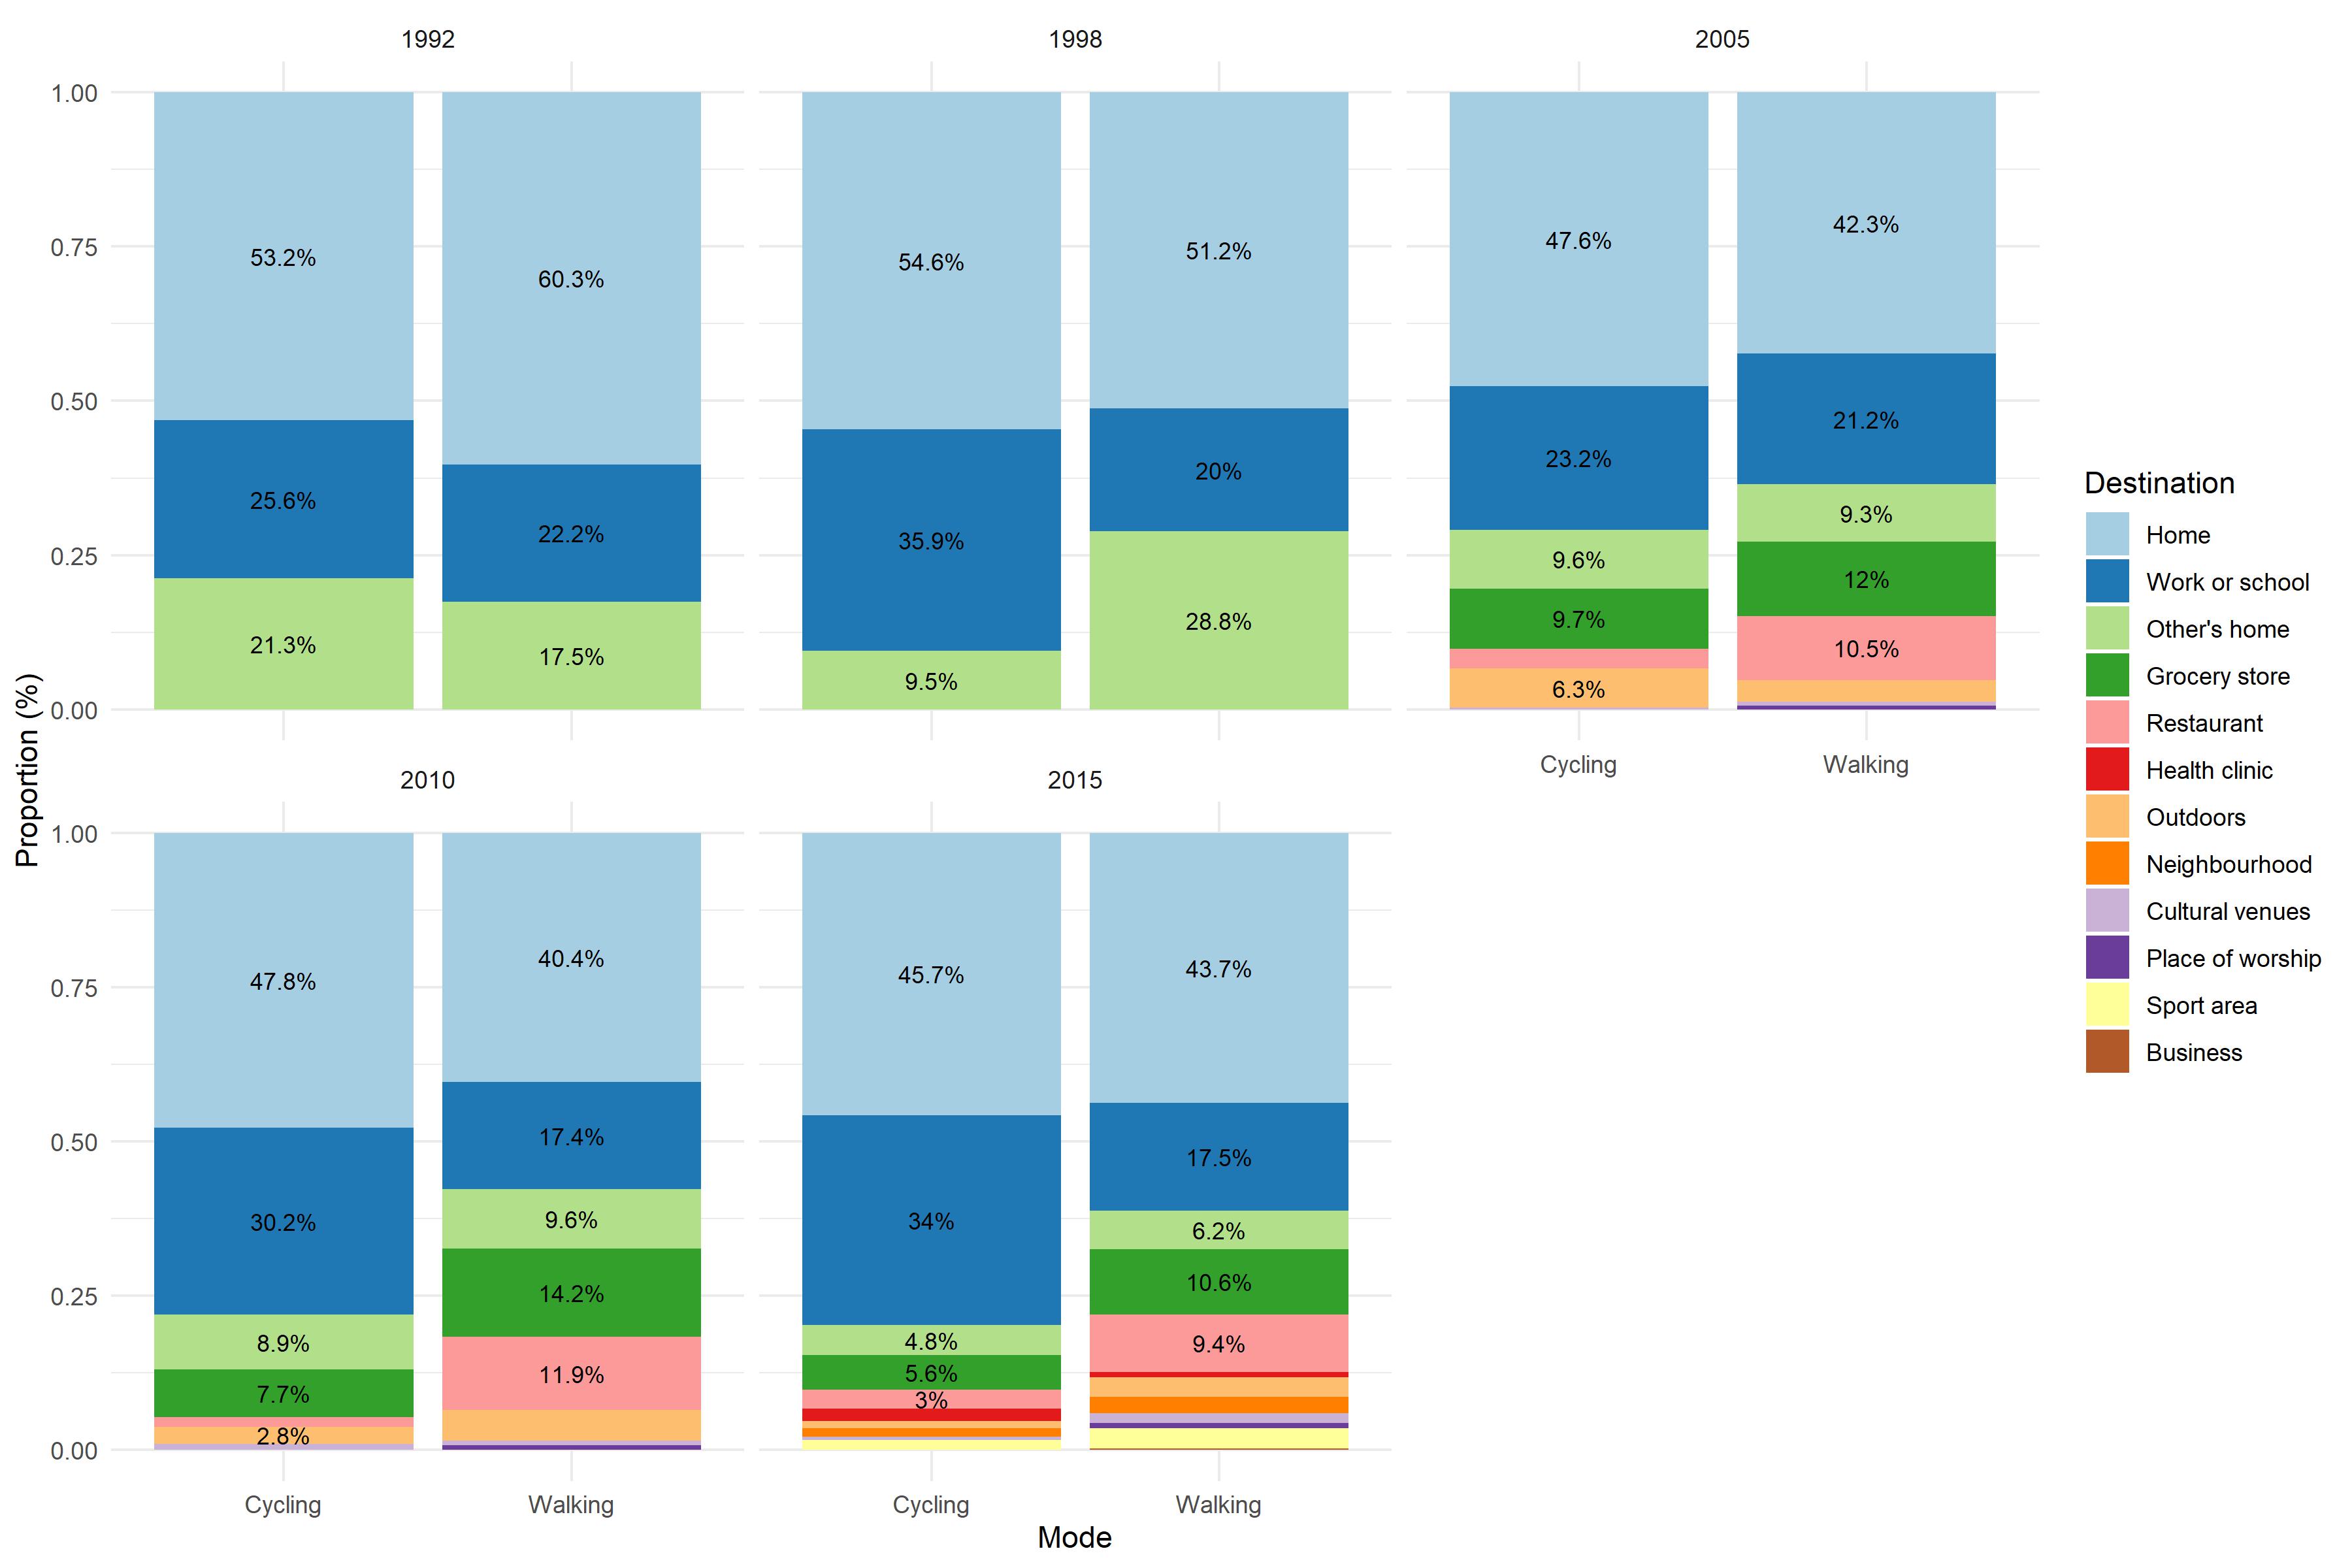 1992
1998
2005
Proportion (%)
1.00
0.75
0.50
0.25
0.00
53.2%
25.6%
21.3%
60.3%
22.2%
17.5%
54.6%
35.9%
9.5%
51.2%
20%
28.8%
47.6%
23.2%
9.6%
9.7%
6.3%
42.3%
21.2%
9.3%
12%
10.5%
Cycling
Walking
2010
2015
1.00
0.75
0.50
0.25
0.00
47.8%
30.2%
8.9%
7.7%
2.8%
40.4%
17.4%
9.6%
14.2%
11.9%
45.7%
34%
4.8%
5.6%
3%
43.7%
17.5%
6.2%
10.6%
9.4%
Cycling
Walking
Cycling
Walking
Mode
Destination
Home
Work or school
Other's home
Grocery store
Restaurant
Health clinic
Outdoors
Neighbourhood
Cultural venues
Place of worship
Sport area
Business